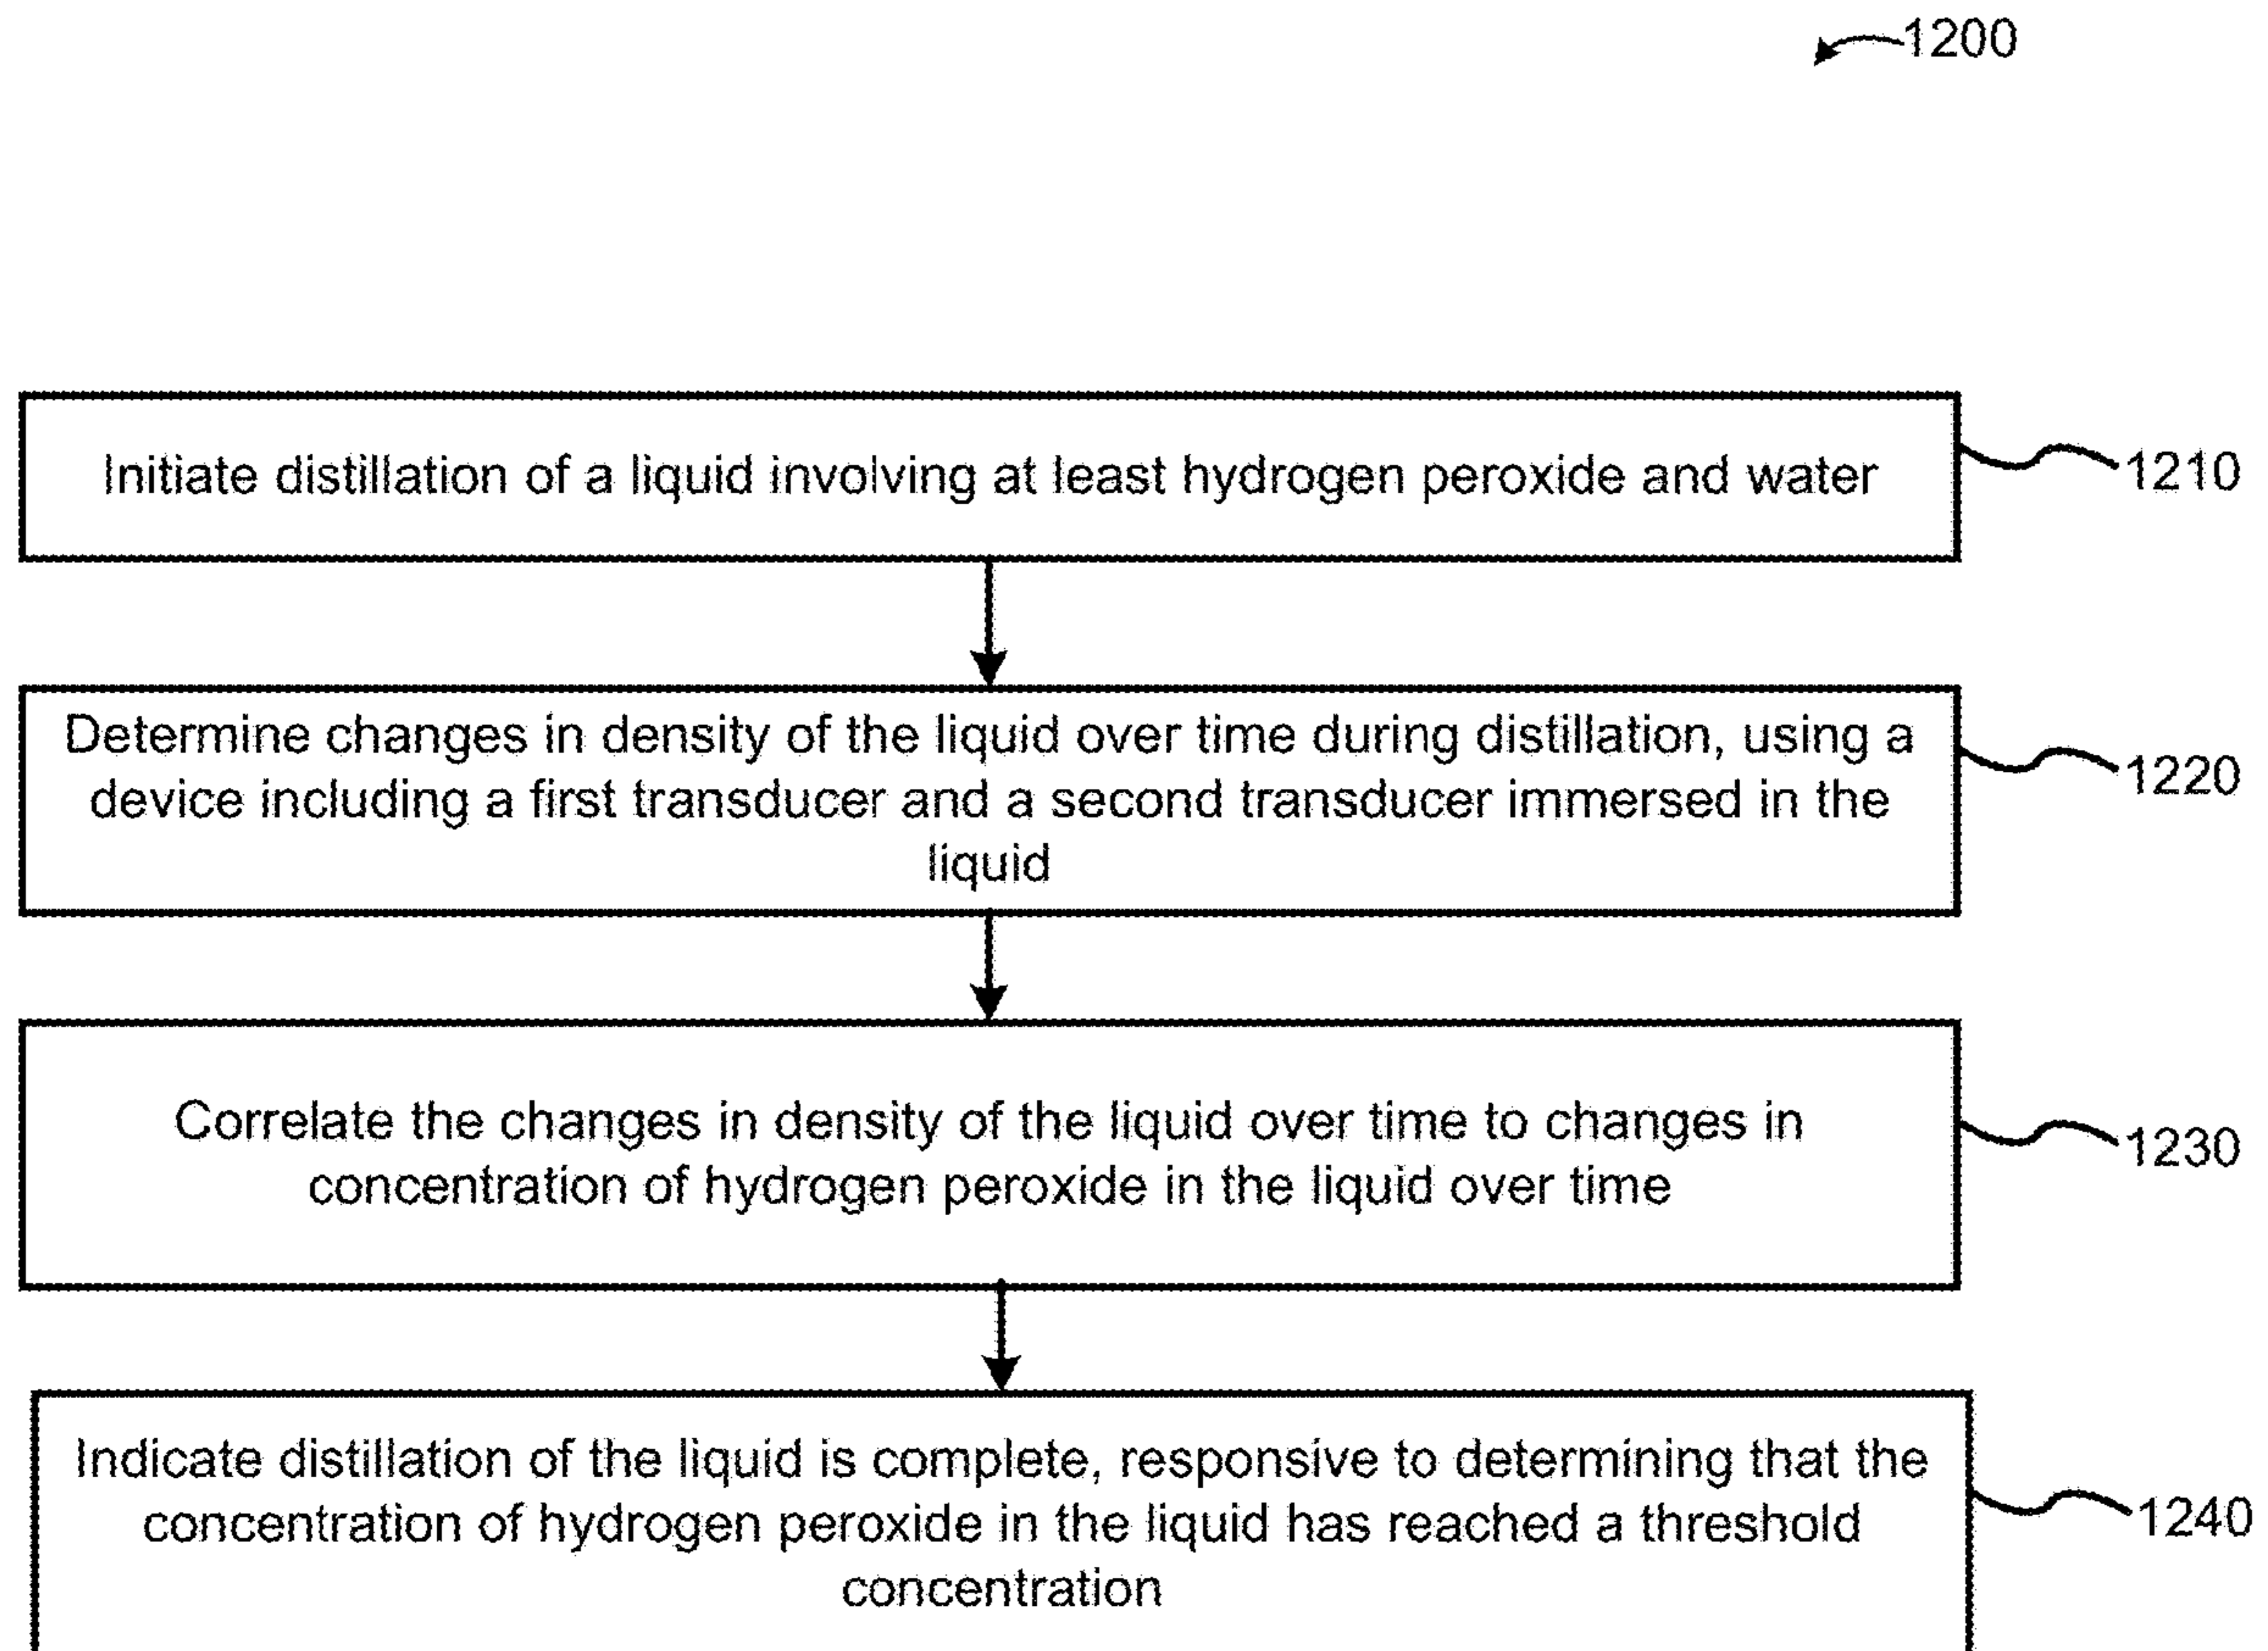 1200
Initiate distillation of a liquid involving at least hydrogen peroxide and water
1210
Determine changes in density of the liquid over time during distillation, using a
device including a first transducer and a second transducer immersed in the
liquid
1220
Correlate the changes in density of the liquid over time to changes in
concentration of hydrogen peroxide in the liquid over time
1230
Indicate distillation of the liquid is complete, responsive to determining that the
concentration of hydrogen peroxide in the liquid has reached a threshold
concentration
1240